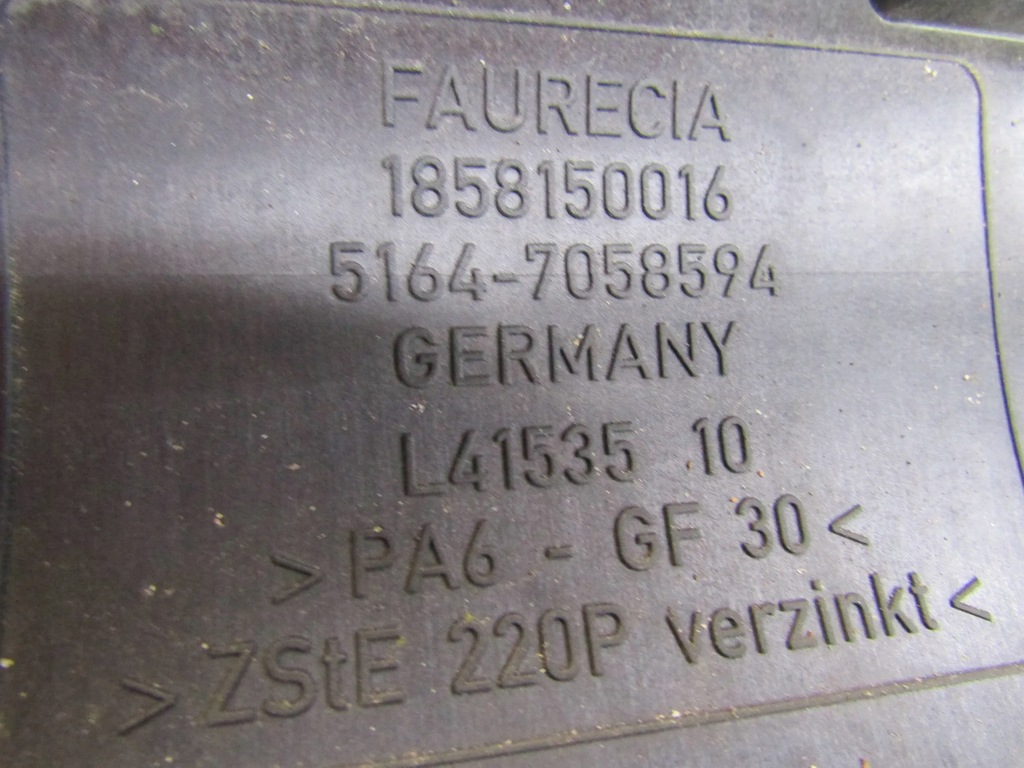 FAURECIA
1858150016
5164-7058594
GERMANY
L41535 10
>PA6 - GF 30<
>ZStE 220P verzinkt<